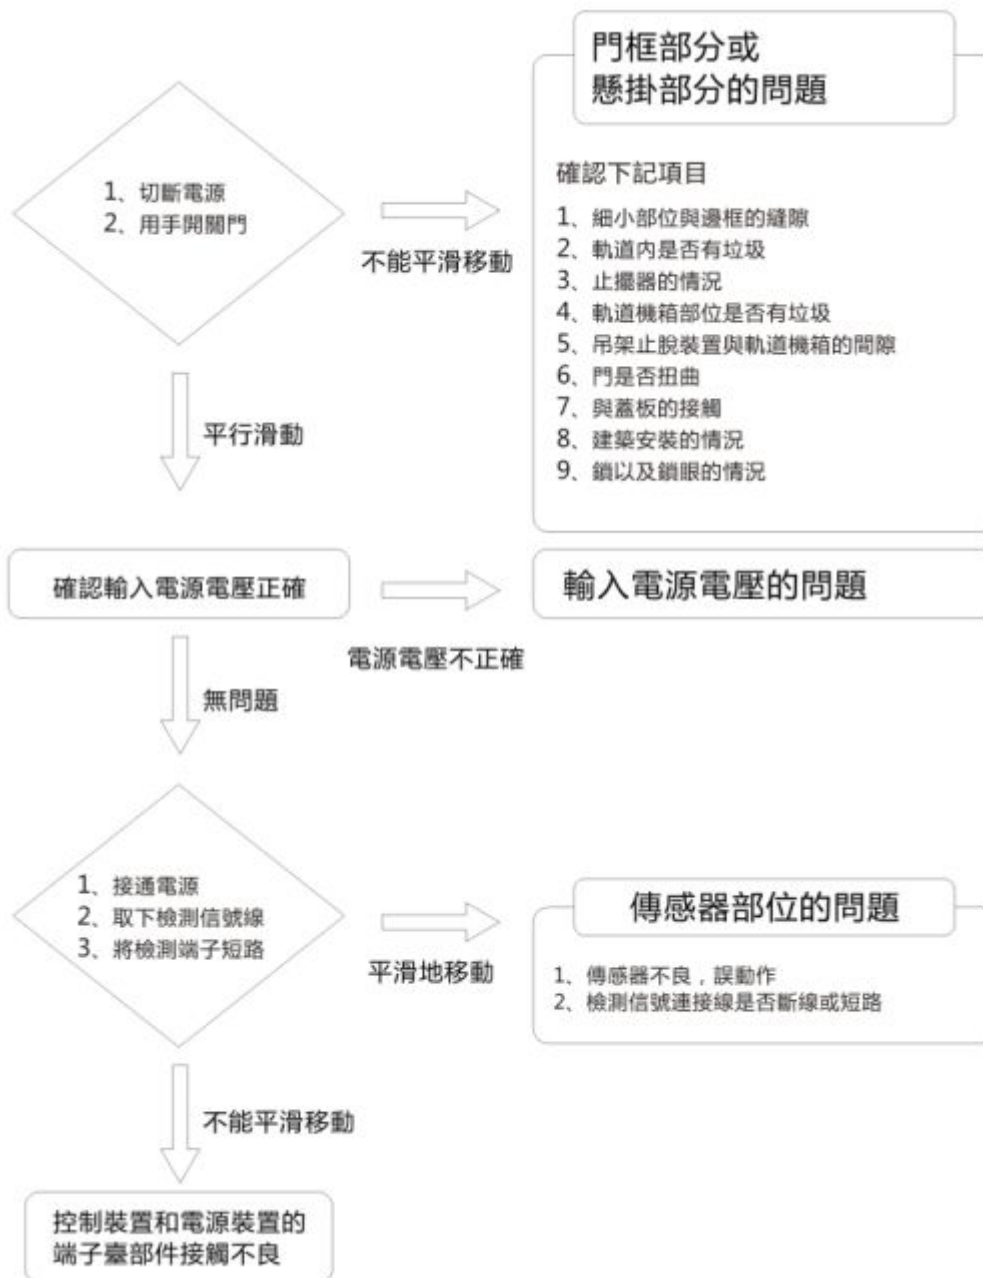 門框部分或
懸掛部分的問題
1、切斷電源
2、用手開關門
不能平滑移動
確認下記項目
1、細小部位與邊框的縫隙
2、軌道内是否有垃圾
3、止擺器的情況
4、軌道機箱部位是否有垃圾
5、吊架止脫裝置與軌道機箱的間隙
6、門是否扭曲
7、與蓋板的接觸
8、建築安裝的情況
9、鎖以及鎖眼的情況
平行滑動
確認輸入電源電壓正確
電源電壓不正確
輸入電源電壓的問題
無問題
1、接通電源
2、取下檢測信號線
3、將檢測端子短路
平滑地移動
傳感器部位的問題
1、傳感器不良，誤動作
2、檢測信號連接線是否斷線或短路
不能平滑移動
控制裝置和電源裝置的
端子臺部件接觸不良